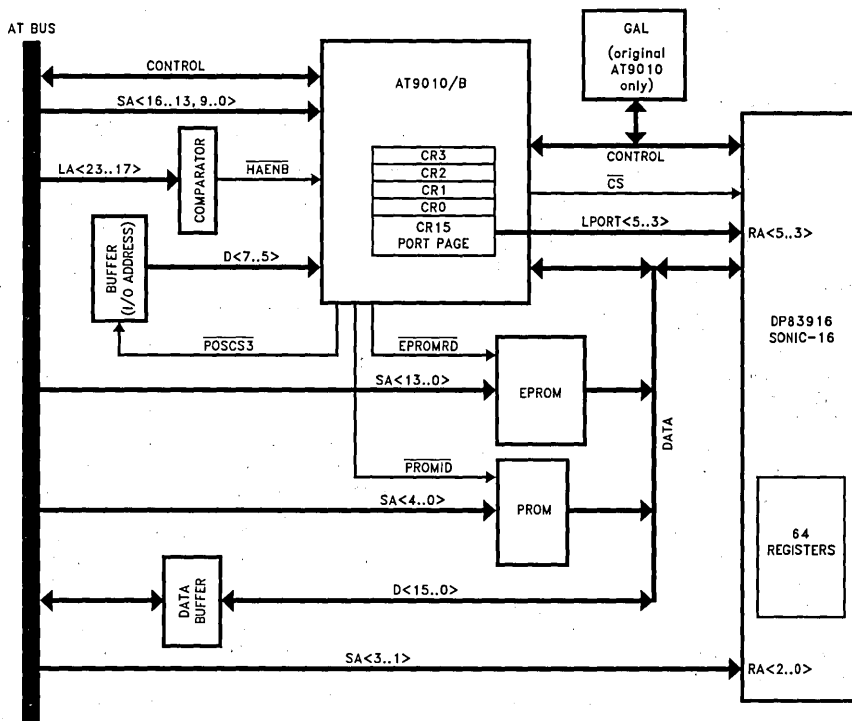 AT BUS
CONTROL
SA<16..13, 9..0>
LA<23..17>
COMPARATOR
HAENB
BUFFER
(I/O ADDRESS)
D<7..5>
POSCS3
AT9010/B
CR3
CR2
CR1
CR0
CR15
PORT PAGE
GAL
(original
AT9010
only)
CONTROL
CS
LPORT<5..3>
RA<5..3>
DP83916
SONIC-16
EPROMRD
SA<13..0>
EPROM
DATA
PROMID
SA<4..0>
PROM
64
REGISTERS
DATA
BUFFER
D<15..0>
SA<3..1>
RA<2..0>